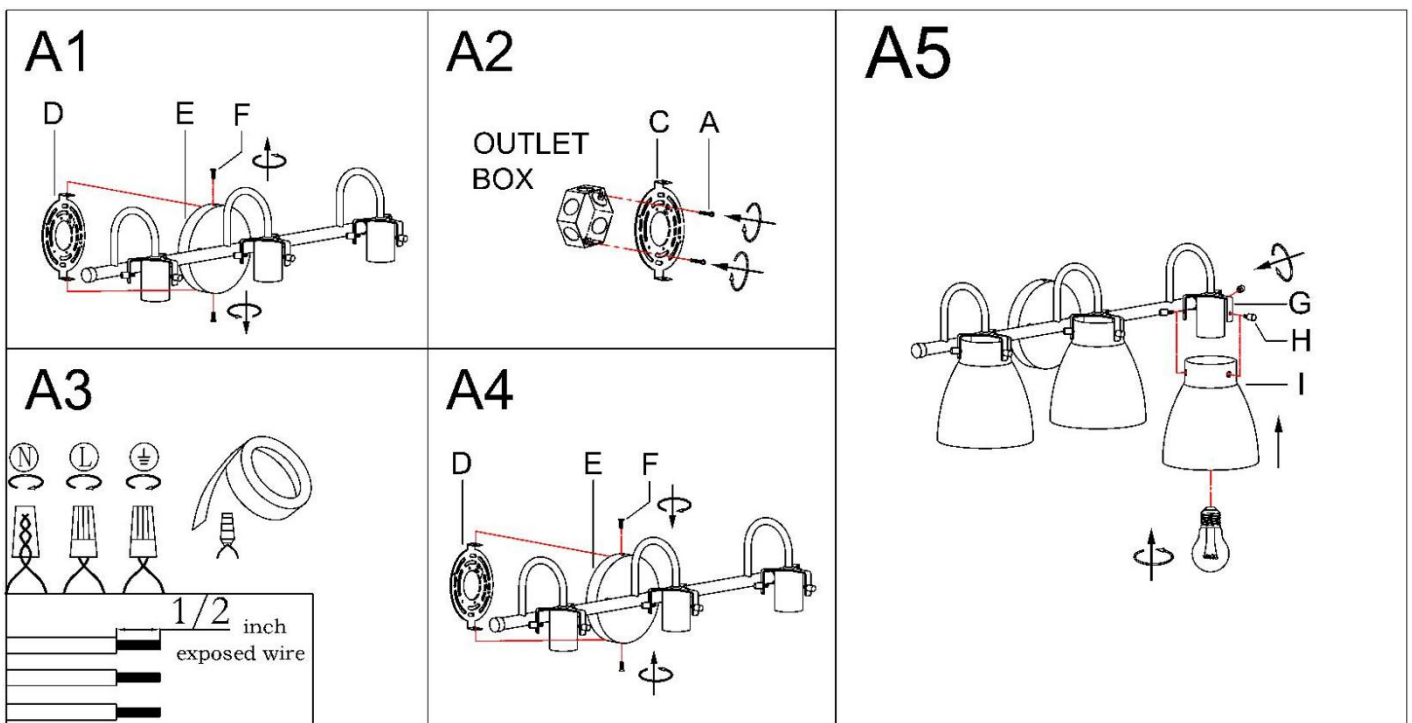 A1
D E F
A2
OUTLET
BOX
C A
A3
N L
1/2 inch
exposed wire
A4
D E F
A5
G
H
I